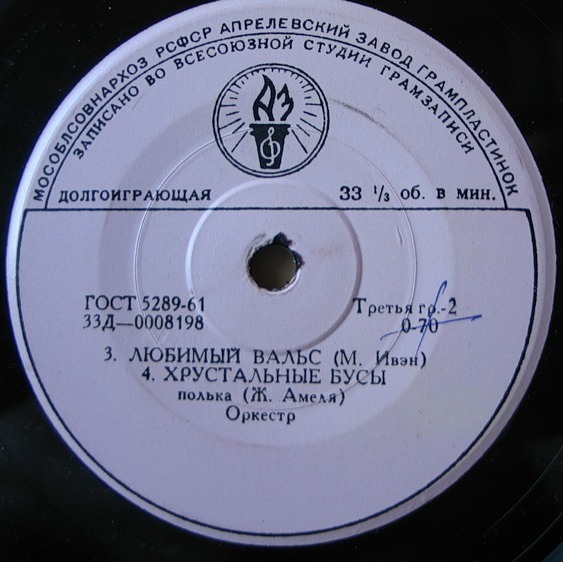 МОСОБЛСОВНАРХОЗ РСФСР АПРЕЛЕВСКИЙ ЗАВОД ГРАМПЛАСТИНОК
ЗАПИСАНО ВО ВСЕСОЮЗНОЙ СТУДИИ ГРАМЗАПИСИ
АЗ
ДОЛГОИГРАЮЩАЯ 33 1/3 об. в мин.
ГОСТ 5289-61 Третья гр.-2
33Д—0008198 0-70
3. ЛЮБИМЫЙ ВАЛЬС (М. Ивэн)
4. ХРУСТАЛЬНЫЕ БУСЫ
полька (Ж. Амеля)
Оркестр